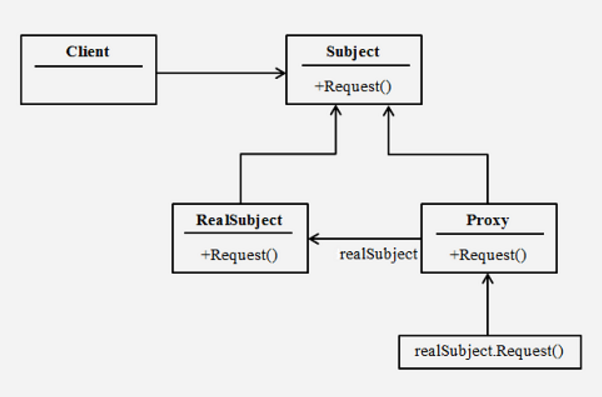 Client
Subject
+Request()
RealSubject
+Request()
realSubject
Proxy
+Request()
realSubject.Request()